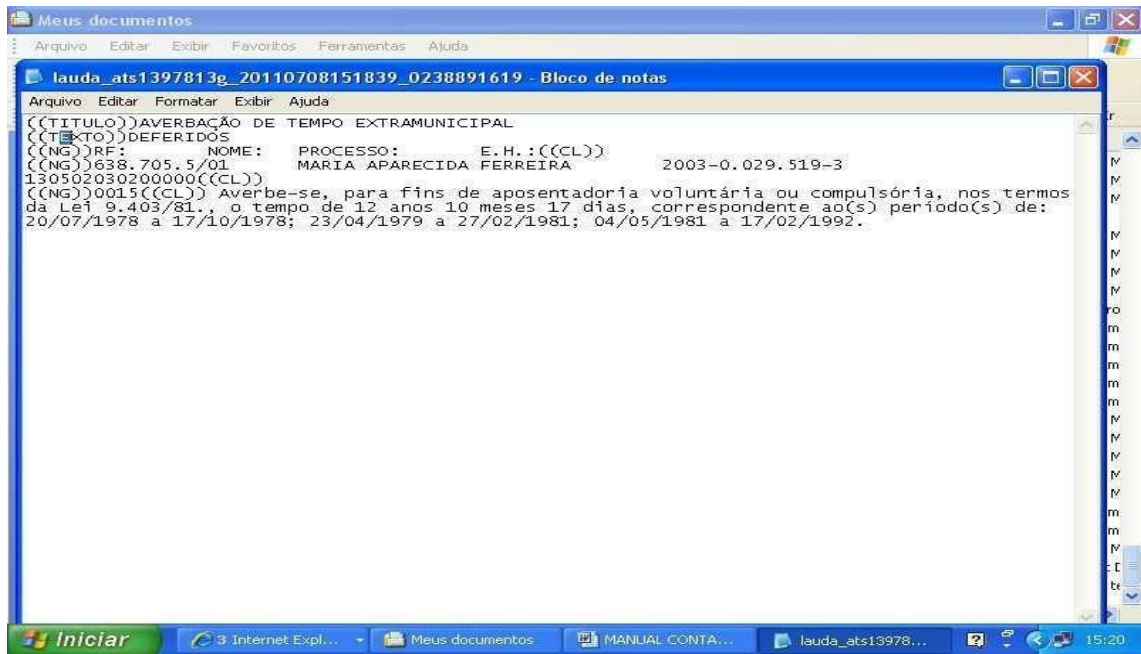 Meus documentos
Arquivo Editar Exibir Favoritos Ferramentas Ajuda
lauda_ats1397813g_20110708151839_0238891619 - Bloco de notas
Arquivo Editar Formatar Exibir Ajuda
((TITULO))AVERBAÇÃO DE TEMPO EXTRAMUNICIPAL
((TEXTO))DEFERIDOS
((NG))RF: NOME: PROCESSO: E.H.:((CL))
((NG))638.705.5/01 MARIA APARECIDA FERREIRA 2003-0.029.519-3
130502030200000((CL))
((NG))0015((CL)) Averbe-se, para fins de aposentadoria voluntária ou compulsória, nos termos
da Lei 9.403/81., o tempo de 12 anos 10 meses 17 dias, correspondente ao(s) período(s) de:
20/07/1978 a 17/10/1978; 23/04/1979 a 27/02/1981; 04/05/1981 a 17/02/1992.
Iniciar 3 Internet Expl... Meus documentos MANUAL CONTA... lauda_ats13978... 15:20